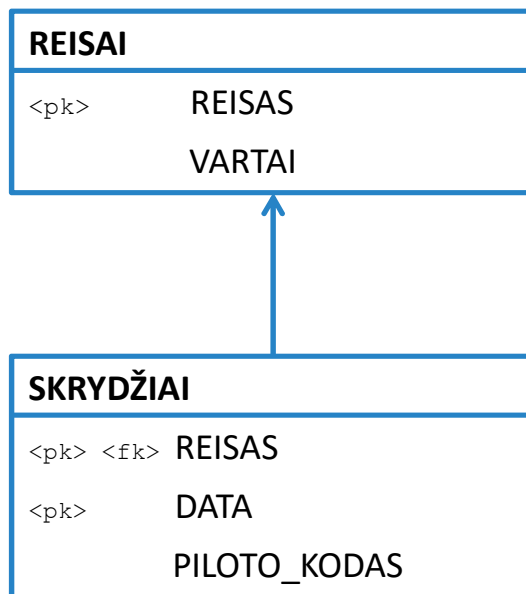 REISAI
<pk> REISAS
VARTAI
SKRYDŽIAI
<pk> <fk> REISAS
<pk> DATA
PILOTO_KODAS